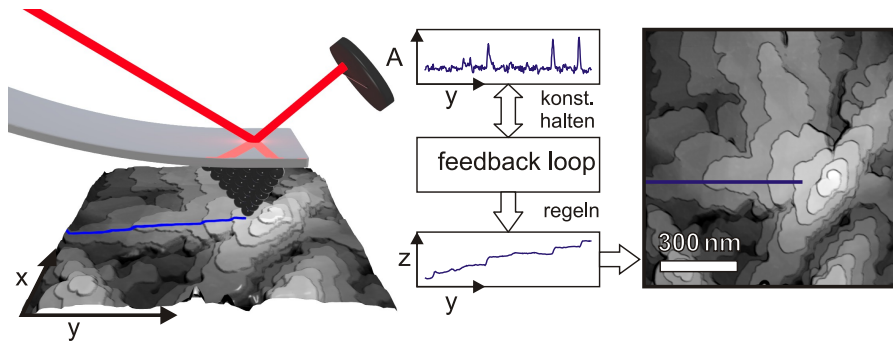 x
y
A
y
konst.
halten
feedback loop
regeln
z
y
300 nm